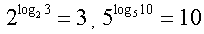 2^{\log_2 3} = 3 , 5^{\log_5 10} = 10